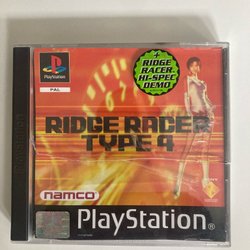 PlayStation
PAL
+
RIDGE
RACER
HI-SPEC
DEMO
RIDGE RACER
TYPE 4
namco
PlayStation